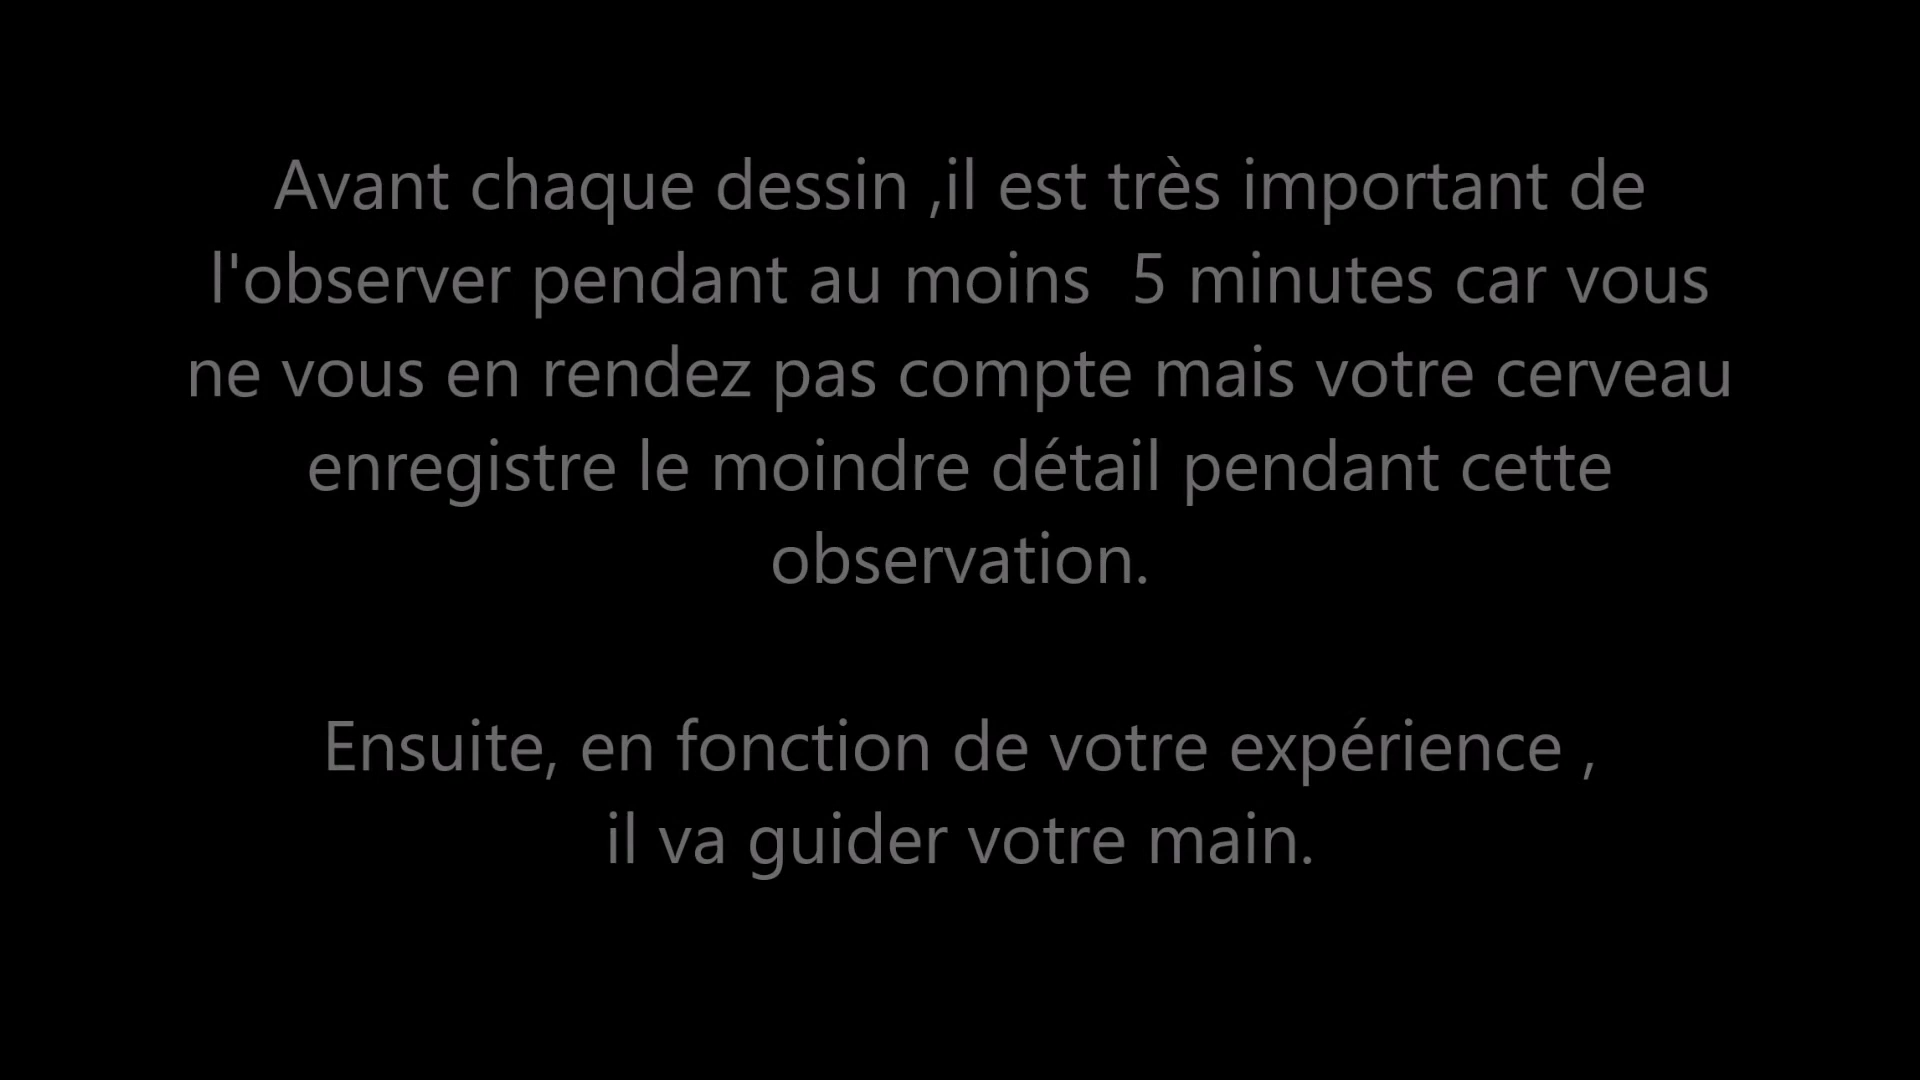 Avant chaque dessin ,il est très important de
l'observer pendant au moins  5 minutes car vous
ne vous en rendez pas compte mais votre cerveau
enregistre le moindre détail pendant cette
observation.
Ensuite, en fonction de votre expérience ,
il va guider votre main.